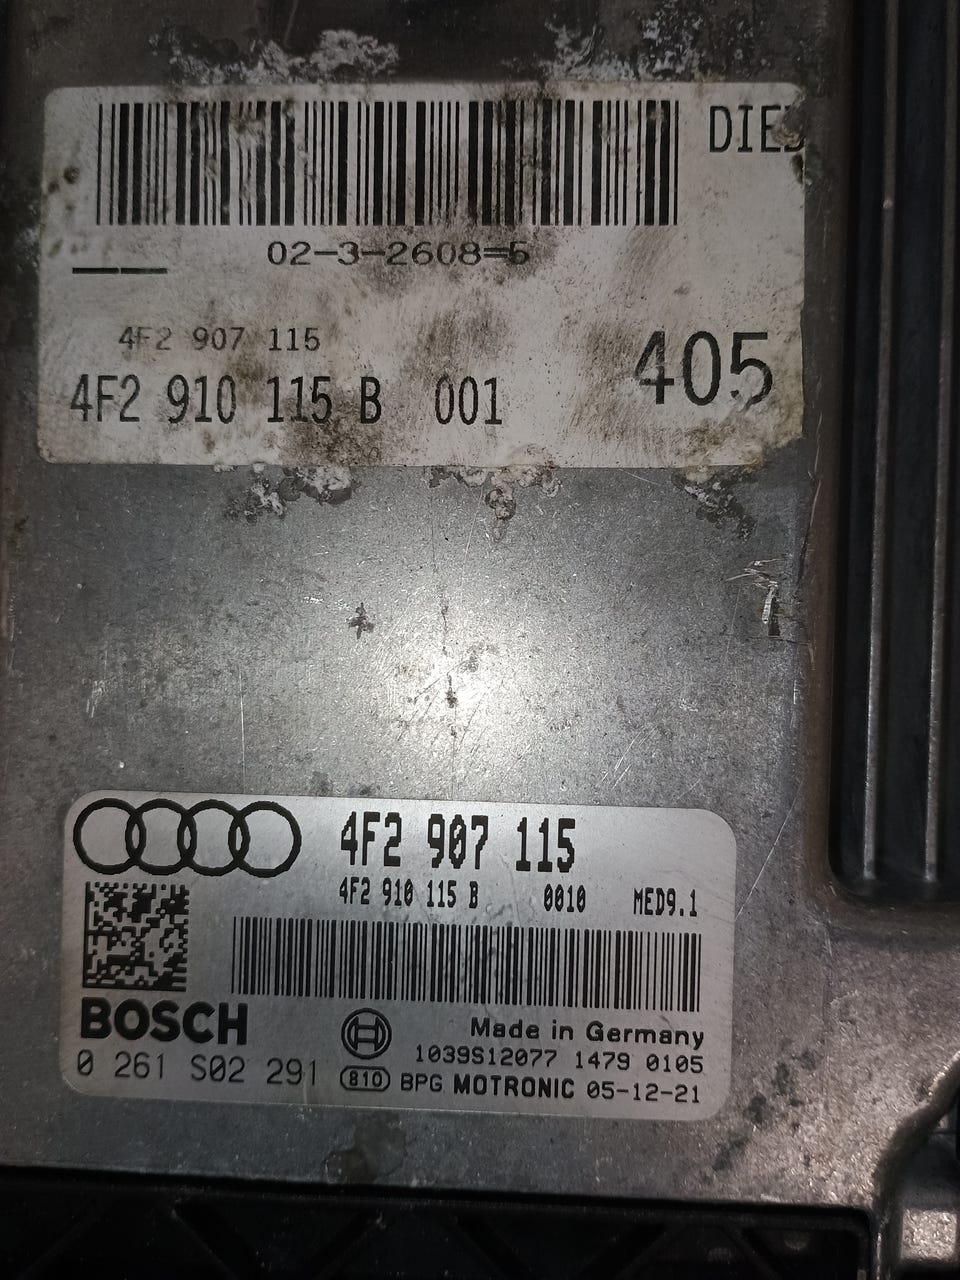 02-3-2608=5
4F2 907 115
4F2 910 115 B 001
405
4F2 907 115
4F2 910 115 B 0010 MED9.1
BOSCH
Made in Germany
0 261 S02 291
1039S12077 1479 0105
810 BPG MOTRONIC 05-12-21